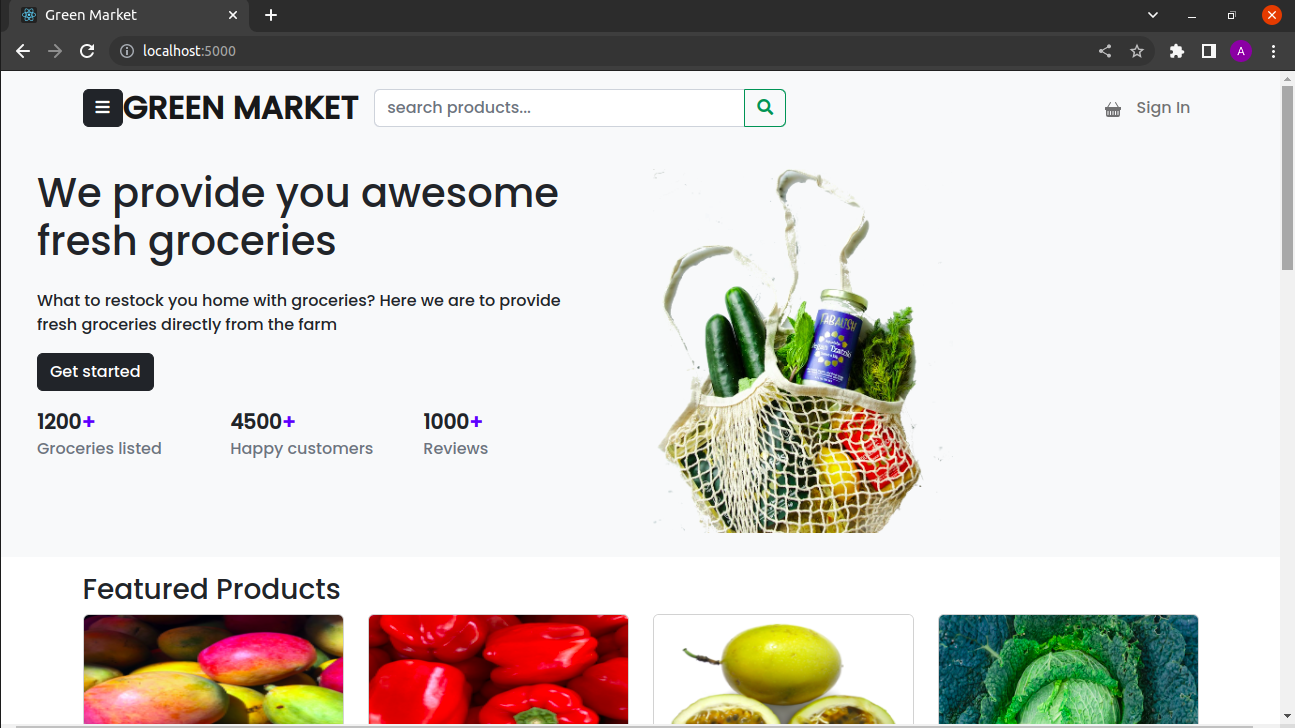 Green Market
localhost:5000
A
GREEN MARKET
search products...
Sign In
We provide you awesome
fresh groceries
What to restock you home with groceries? Here we are to provide
fresh groceries directly from the farm
Get started
1200+ 4500+ 1000+
Groceries listed Happy customers Reviews
Featured Products